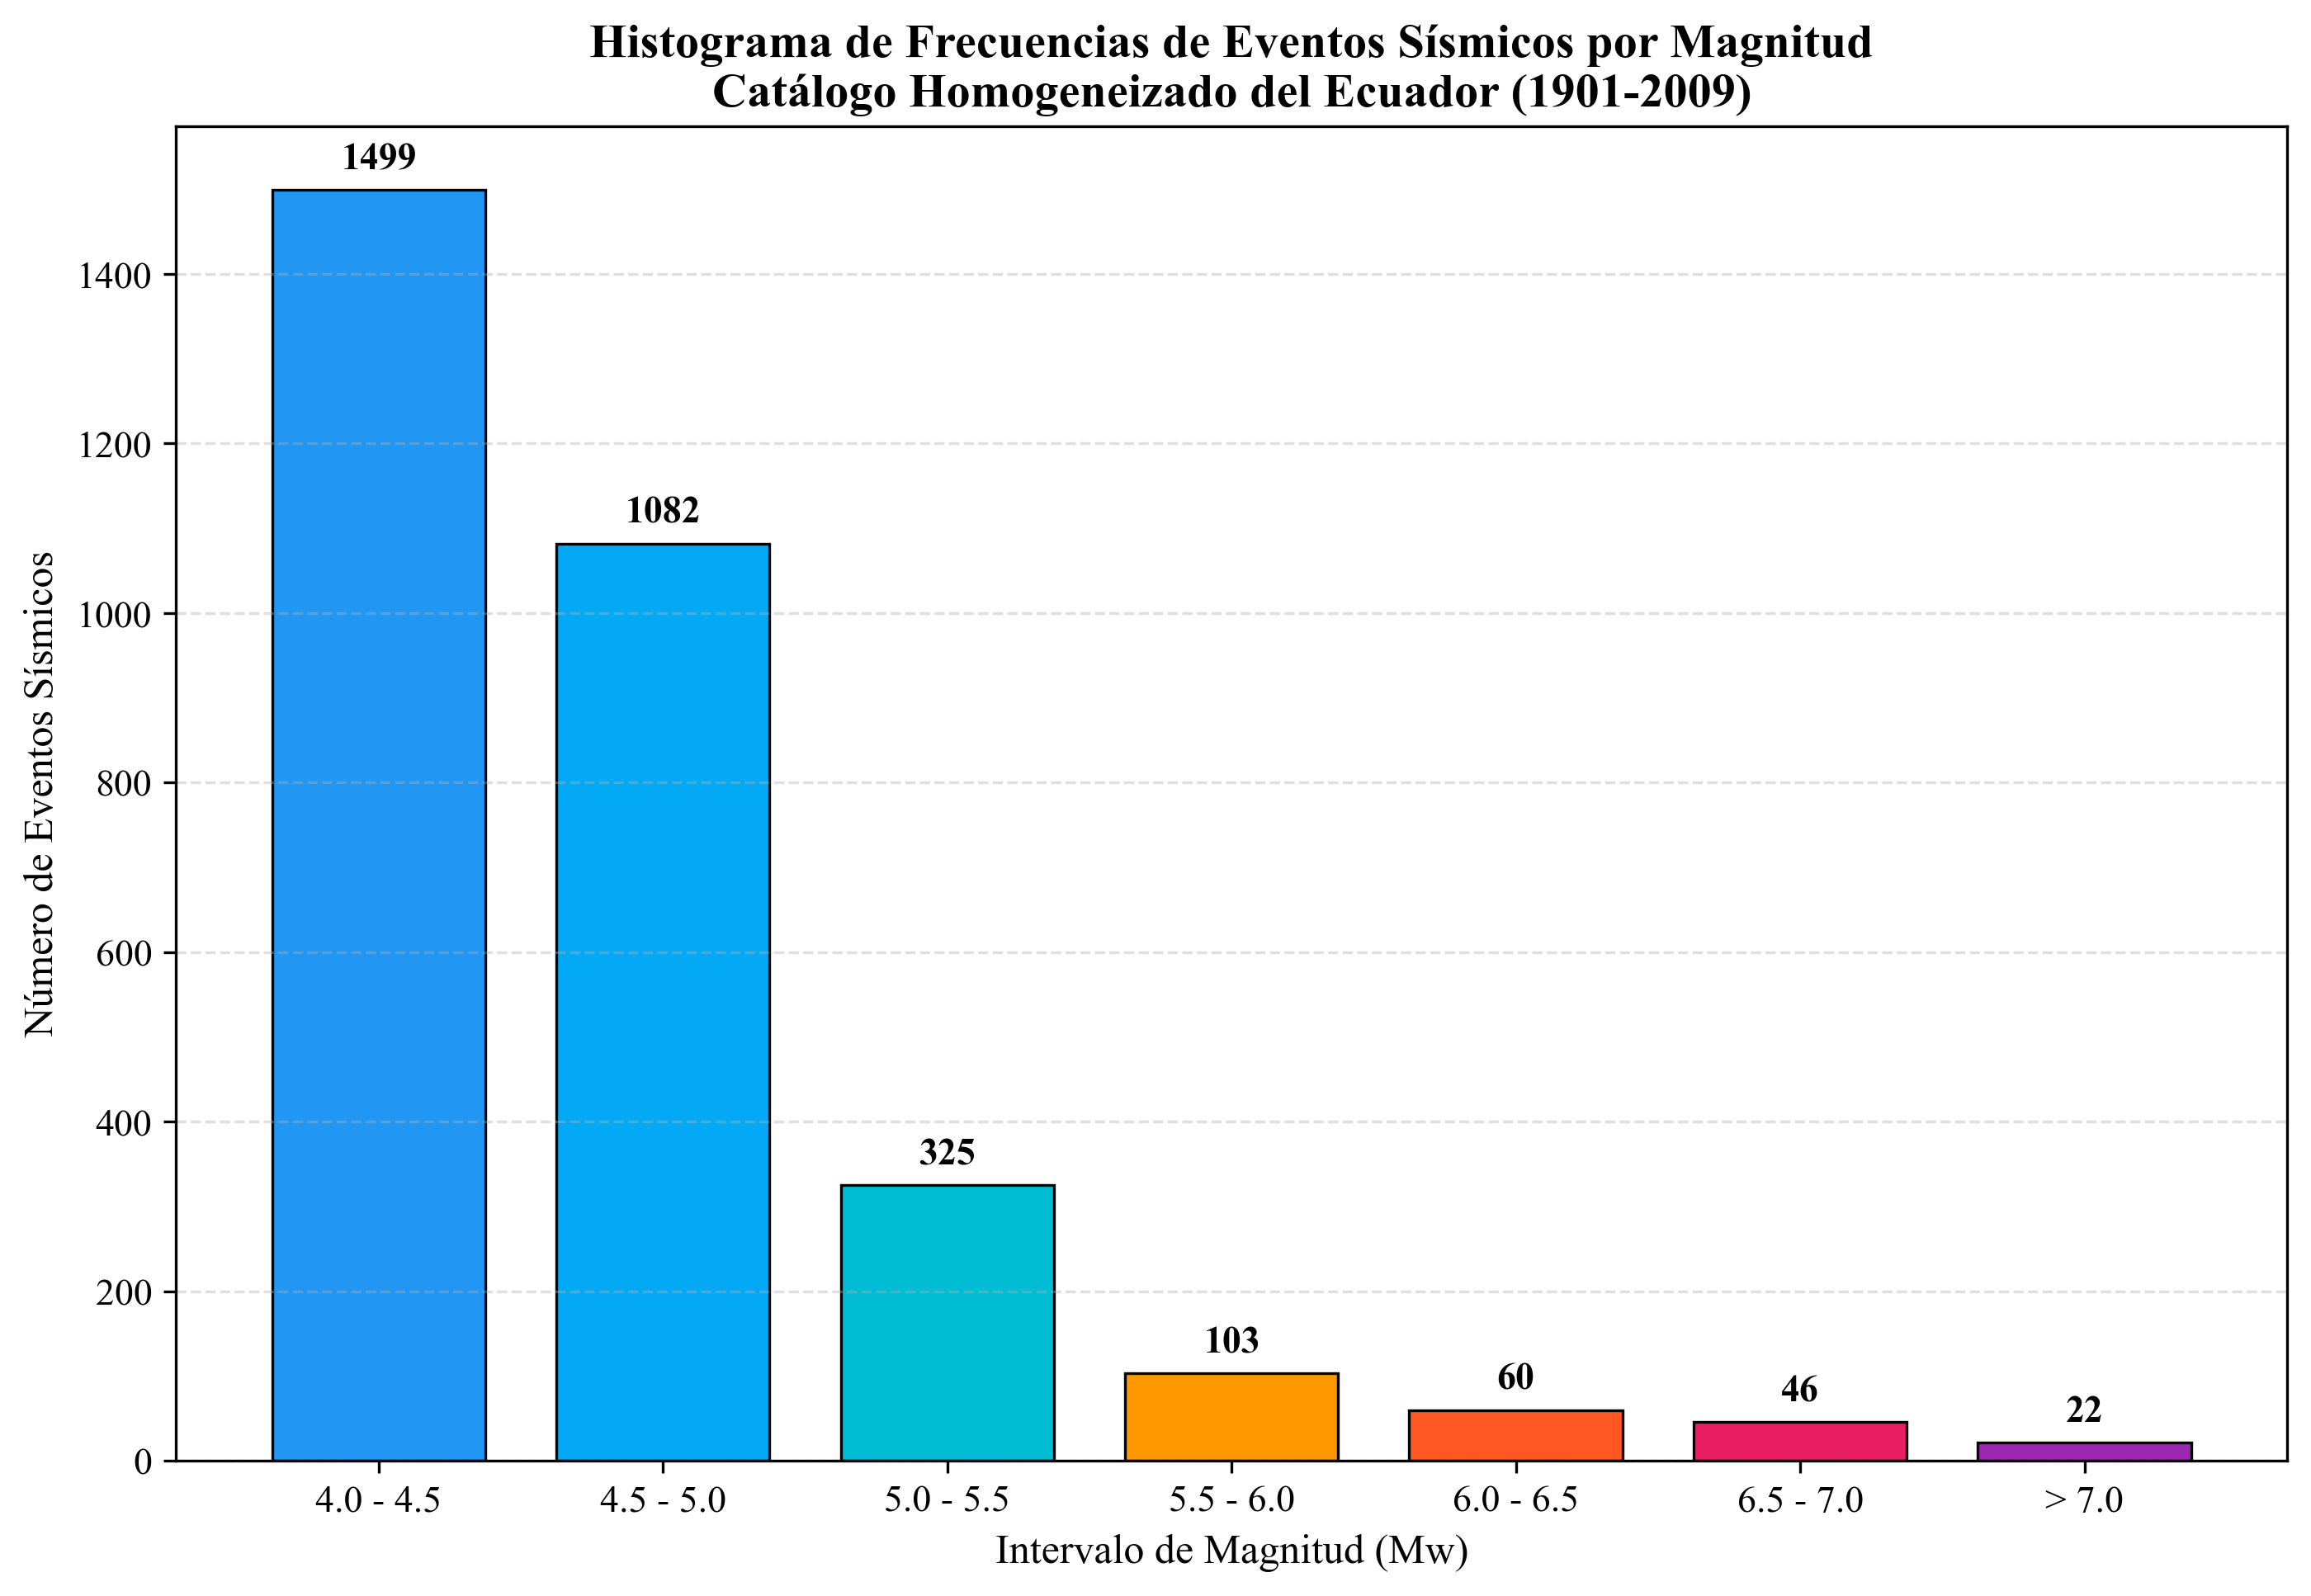 Histograma de Frecuencias de Eventos Sísmicos por Magnitud
Catálogo Homogeneizado del Ecuador (1901-2009)
Número de Eventos Sísmicos
1400
1200
1000
800
600
400
200
0
1499
1082
325
103
60
46
22
4.0 - 4.5
4.5 - 5.0
5.0 - 5.5
5.5 - 6.0
6.0 - 6.5
6.5 - 7.0
> 7.0
Intervalo de Magnitud (Mw)